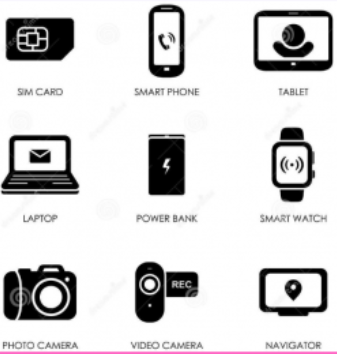 SIM CARD
SMART PHONE
TABLET
LAPTOP
POWER BANK
SMART WATCH
REC
PHOTO CAMERA
VIDEO CAMERA
NAVIGATOR